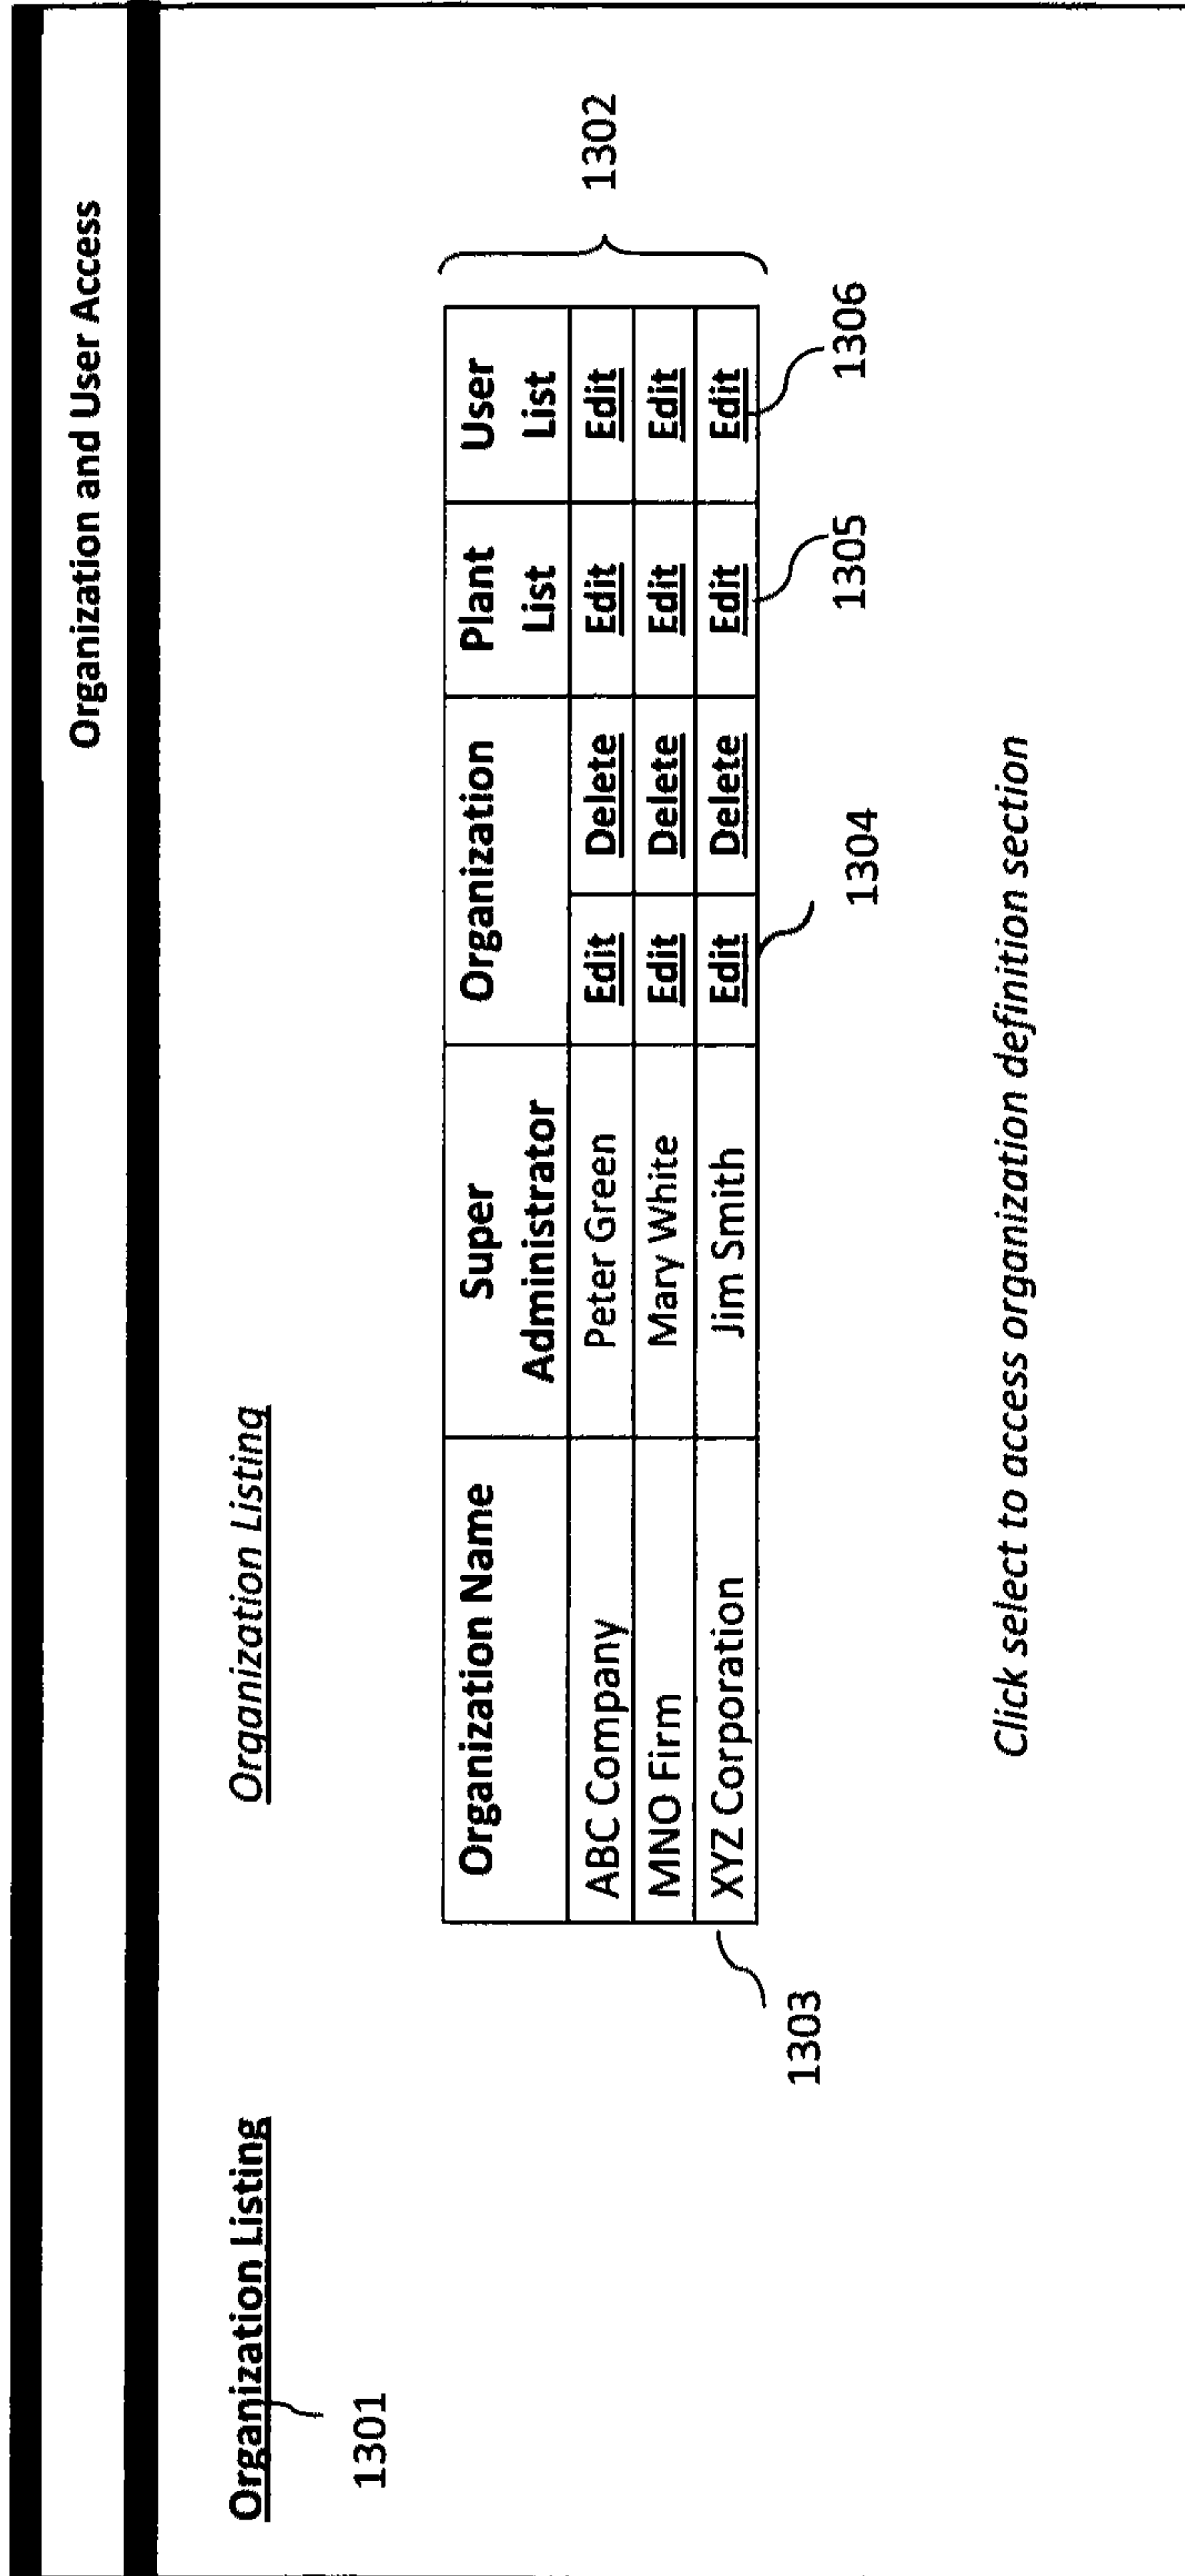 Organization and User Access
Organization Listing Organization Listing
1301
Organization Name Super Administrator Organization Plant List User List
ABC Company Peter Green Edit Delete Edit Edit
MNO Firm Mary White Edit Delete Edit Edit
XYZ Corporation Jim Smith Edit Delete Edit Edit
1302
1303 1304 1305 1306
Click select to access organization definition section